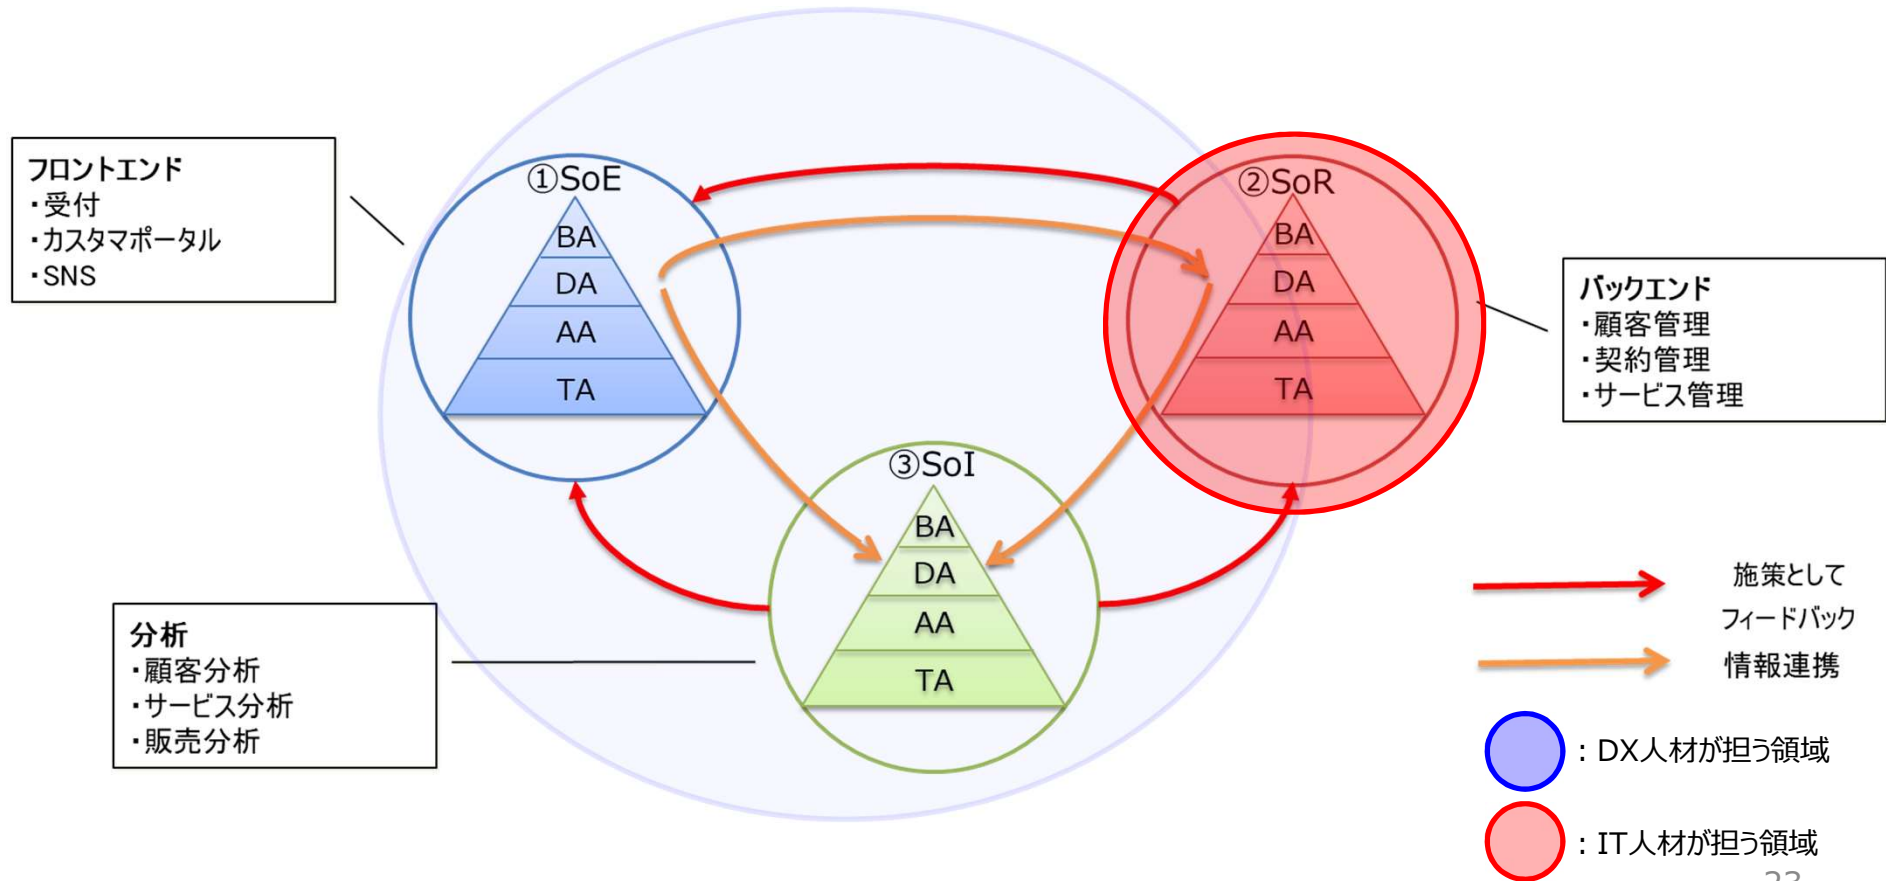 フロントエンド
・受付
・カスタマポータル
・SNS
①SoE
BA
DA
AA
TA
②SoR
BA
DA
AA
TA
バックエンド
・顧客管理
・契約管理
・サービス管理
③SoI
BA
DA
AA
TA
分析
・顧客分析
・サービス分析
・販売分析
施策として
フィードバック
情報連携
：DX人材が担う領域
：IT人材が担う領域